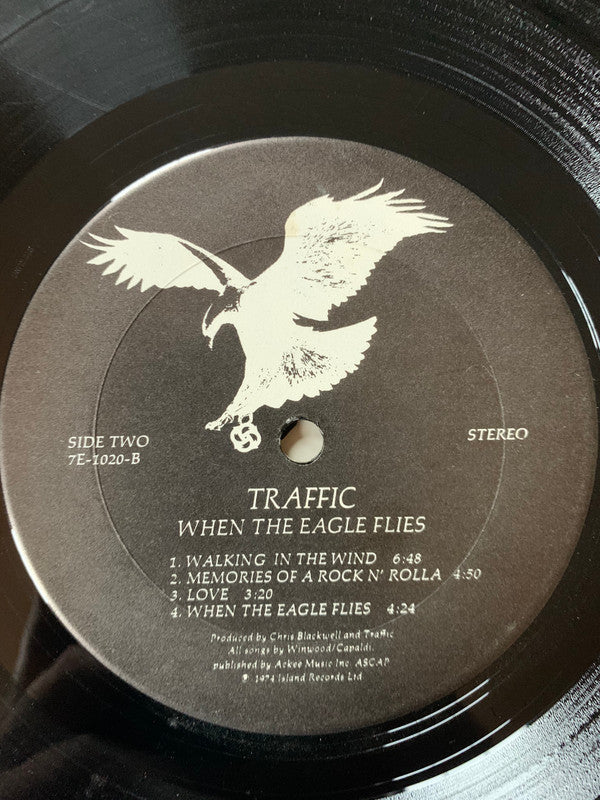 SIDE TWO
7E-1020-B
STEREO
TRAFFIC
WHEN THE EAGLE FLIES
1. WALKING IN THE WIND 6:48
2. MEMORIES OF A ROCK N' ROLLA 4:50
3. LOVE 3:20
4. WHEN THE EAGLE FLIES 4:24
Produced by Chris Blackwell and Traffic
All songs by Winwood/Capaldi.
published by Ackee Music Inc. ASCAP
℗ 1974 Island Records Ltd